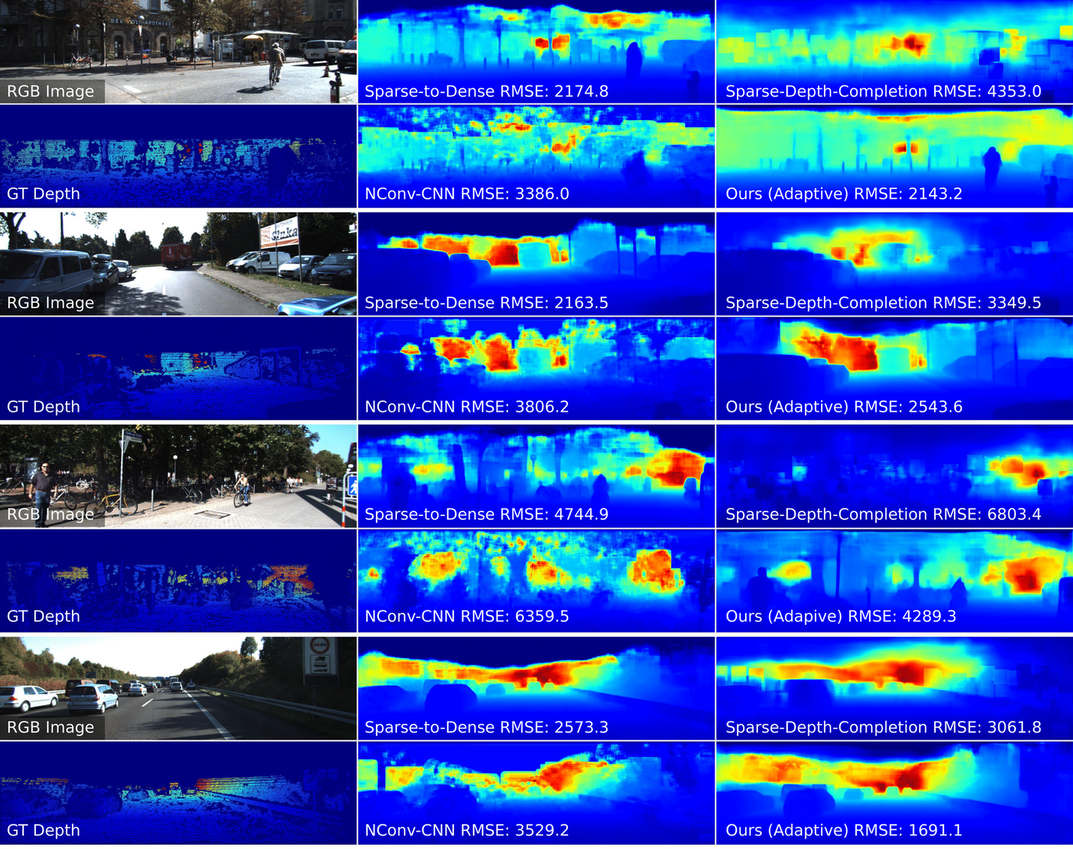 RGB Image
Sparse-to-Dense RMSE: 2174.8
Sparse-Depth-Completion RMSE: 4353.0
GT Depth
NConv-CNN RMSE: 3386.0
Ours (Adaptive) RMSE: 2143.2
RGB Image
Sparse-to-Dense RMSE: 2163.5
Sparse-Depth-Completion RMSE: 3349.5
GT Depth
NConv-CNN RMSE: 3806.2
Ours (Adaptive) RMSE: 2543.6
RGB Image
Sparse-to-Dense RMSE: 4744.9
Sparse-Depth-Completion RMSE: 6803.4
GT Depth
NConv-CNN RMSE: 6359.5
Ours (Adapive) RMSE: 4289.3
RGB Image
Sparse-to-Dense RMSE: 2573.3
Sparse-Depth-Completion RMSE: 3061.8
GT Depth
NConv-CNN RMSE: 3529.2
Ours (Adaptive) RMSE: 1691.1